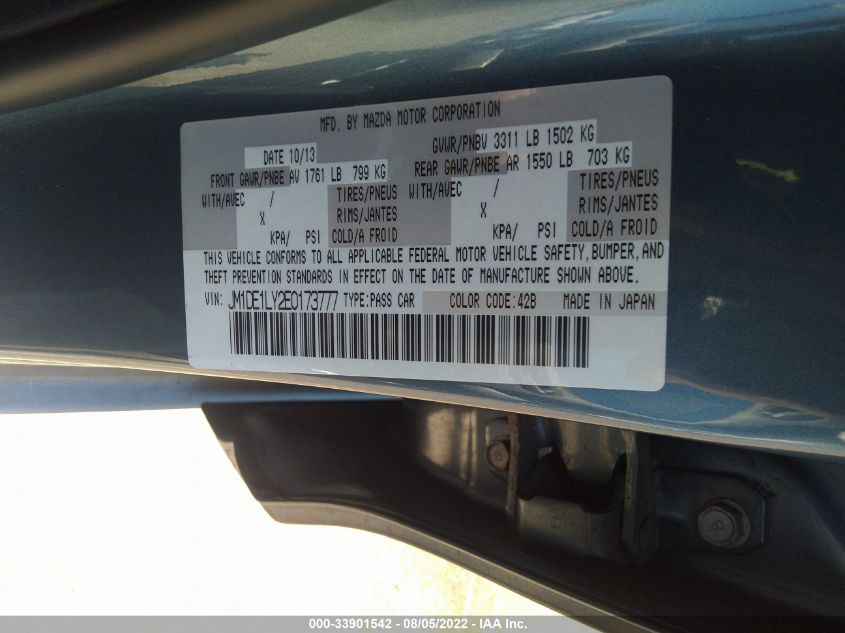 MFD. BY MAZDA MOTOR CORPORATION
DATE 10/13 GVWR/PNBV 3311 LB 1502 KG
FRONT GAWR/PNBE AV 1761 LB 799 KG REAR GAWR/PNBE AR 1550 LB 703 KG
WITH/AVEC / TIRES/PNEUS WITH/AVEC / TIRES/PNEUS
X RIMS/JANTES X RIMS/JANTES
KPA/ PSI COLD/A FROID KPA/ PSI COLD/A FROID
THIS VEHICLE CONFORMS TO ALL APPLICABLE FEDERAL MOTOR VEHICLE SAFETY, BUMPER, AND
THEFT PREVENTION STANDARDS IN EFFECT ON THE DATE OF MANUFACTURE SHOWN ABOVE.
VIN: JM1DE1LY2E0173777 TYPE:PASS CAR COLOR CODE:42B MADE IN JAPAN
8
8
000-33901542 - 08/05/2022 - IAA Inc.